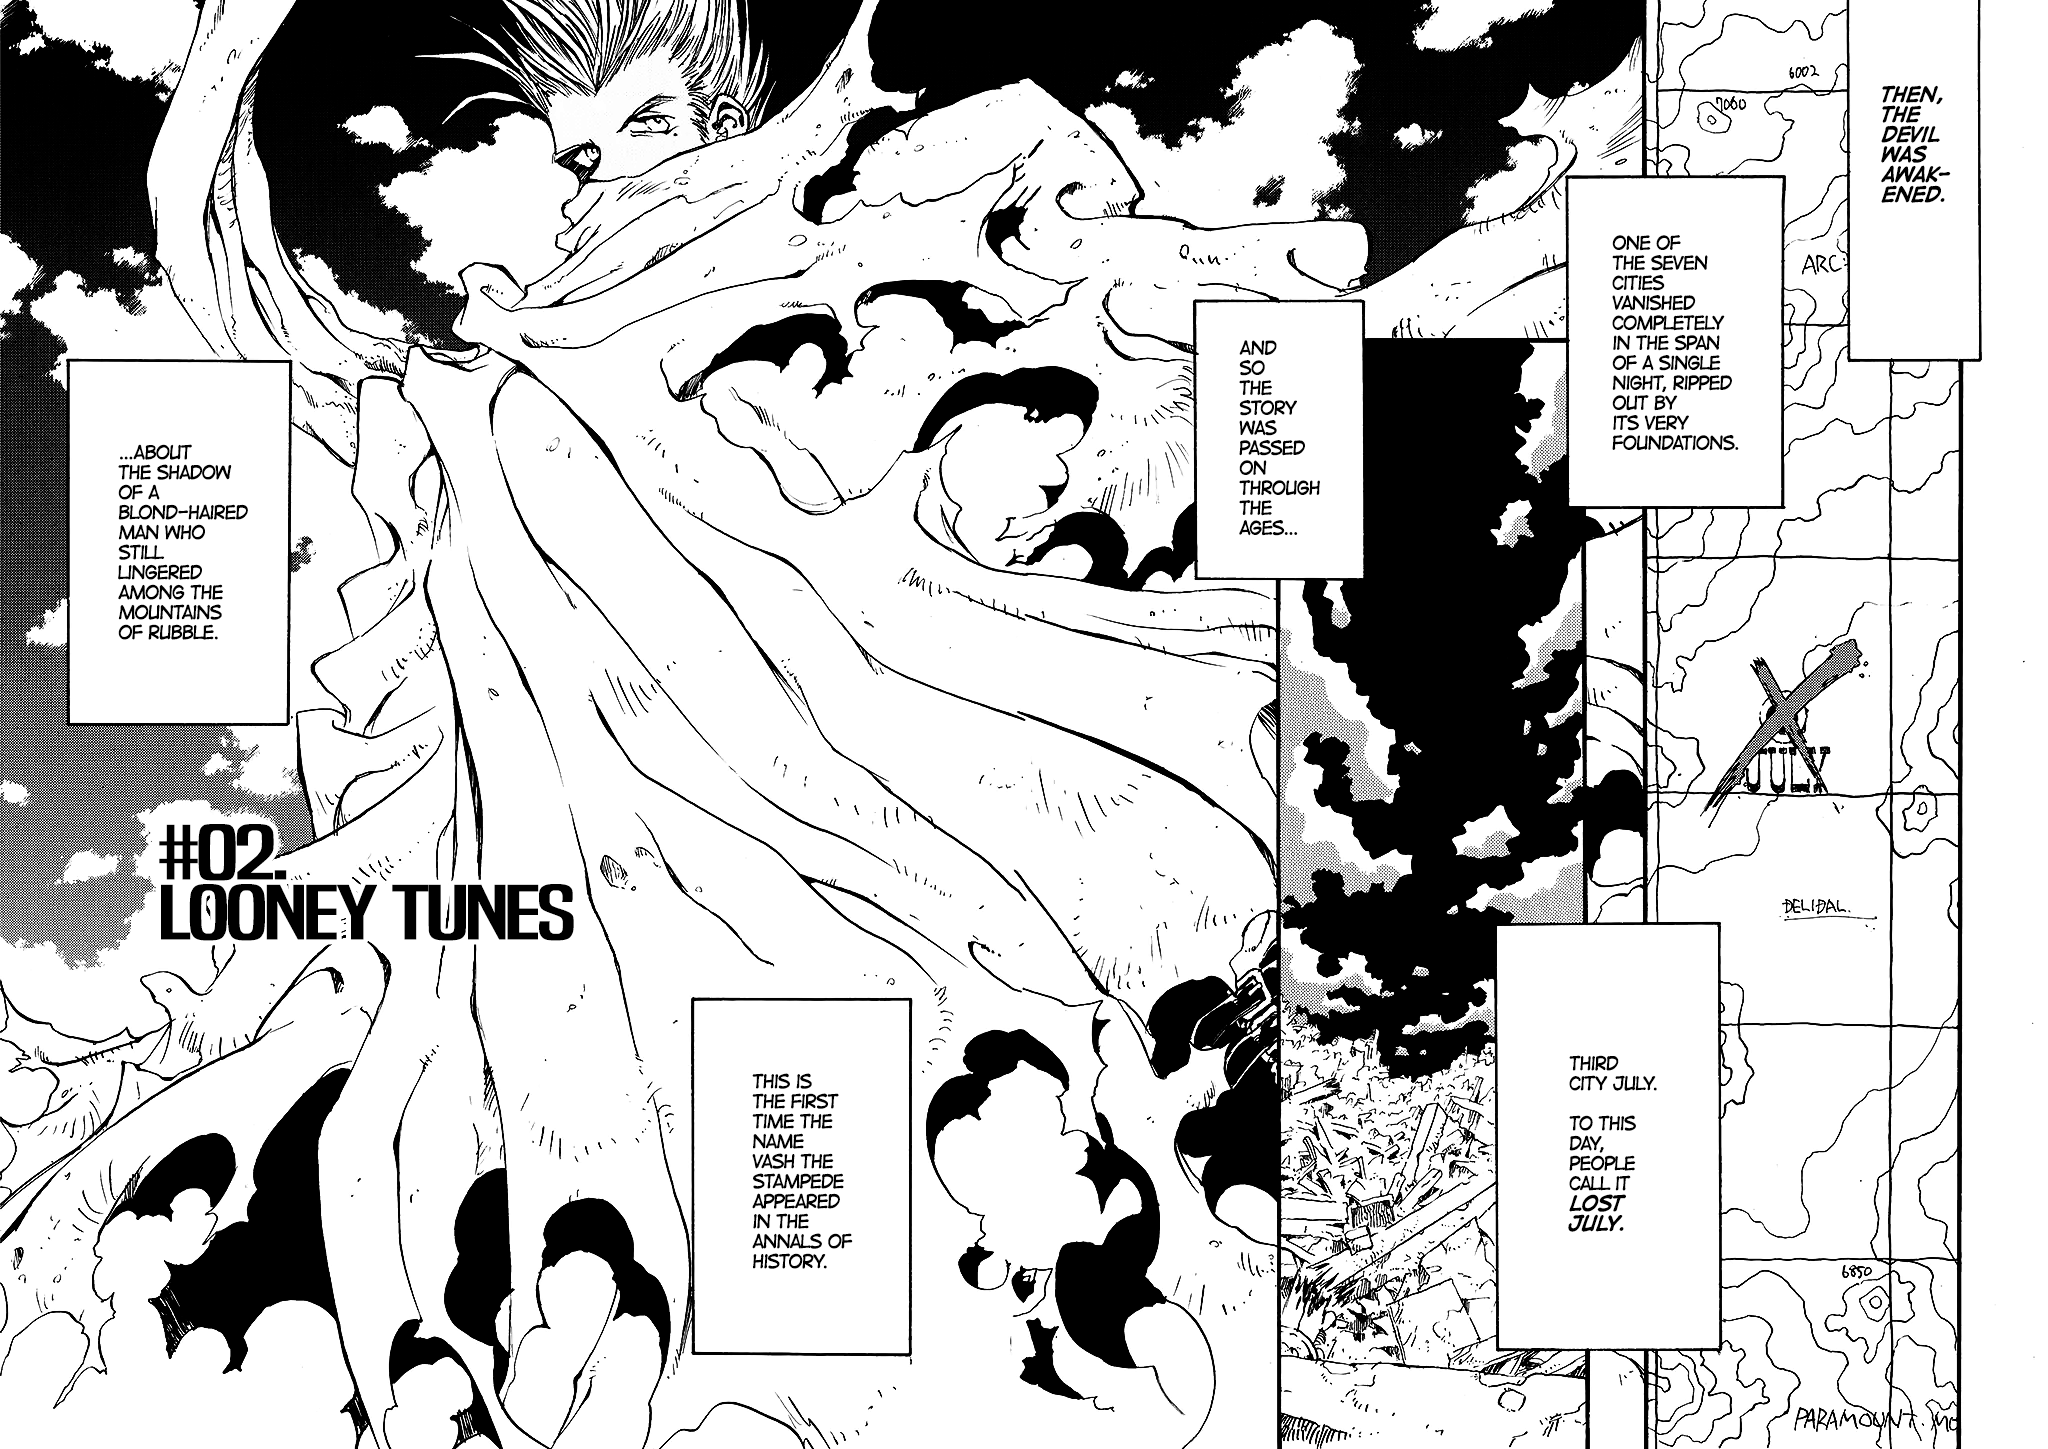 THEN,
THE
DEVIL
WAS
AWAK-
ENED.
ONE OF
THE SEVEN
CITIES
VANISHED
COMPLETELY
IN THE SPAN
OF A SINGLE
NIGHT, RIPPED
OUT BY
ITS VERY
FOUNDATIONS.
6002
7060
ARC
JULY
DELIDAL.
6850
PARAMOUNT. MO
THIRD
CITY JULY.
TO THIS
DAY,
PEOPLE
CALL IT
LOST
JULY.
AND
SO
THE
STORY
WAS
PASSED
ON
THROUGH
THE
AGES...
...ABOUT
THE SHADOW
OF A
BLOND-HAIRED
MAN WHO
STILL
LINGERED
AMONG THE
MOUNTAINS
OF RUBBLE.
THIS IS
THE FIRST
TIME THE
NAME
VASH THE
STAMPEDE
APPEARED
IN THE
ANNALS OF
HISTORY.
#02.
LOONEY TUNES